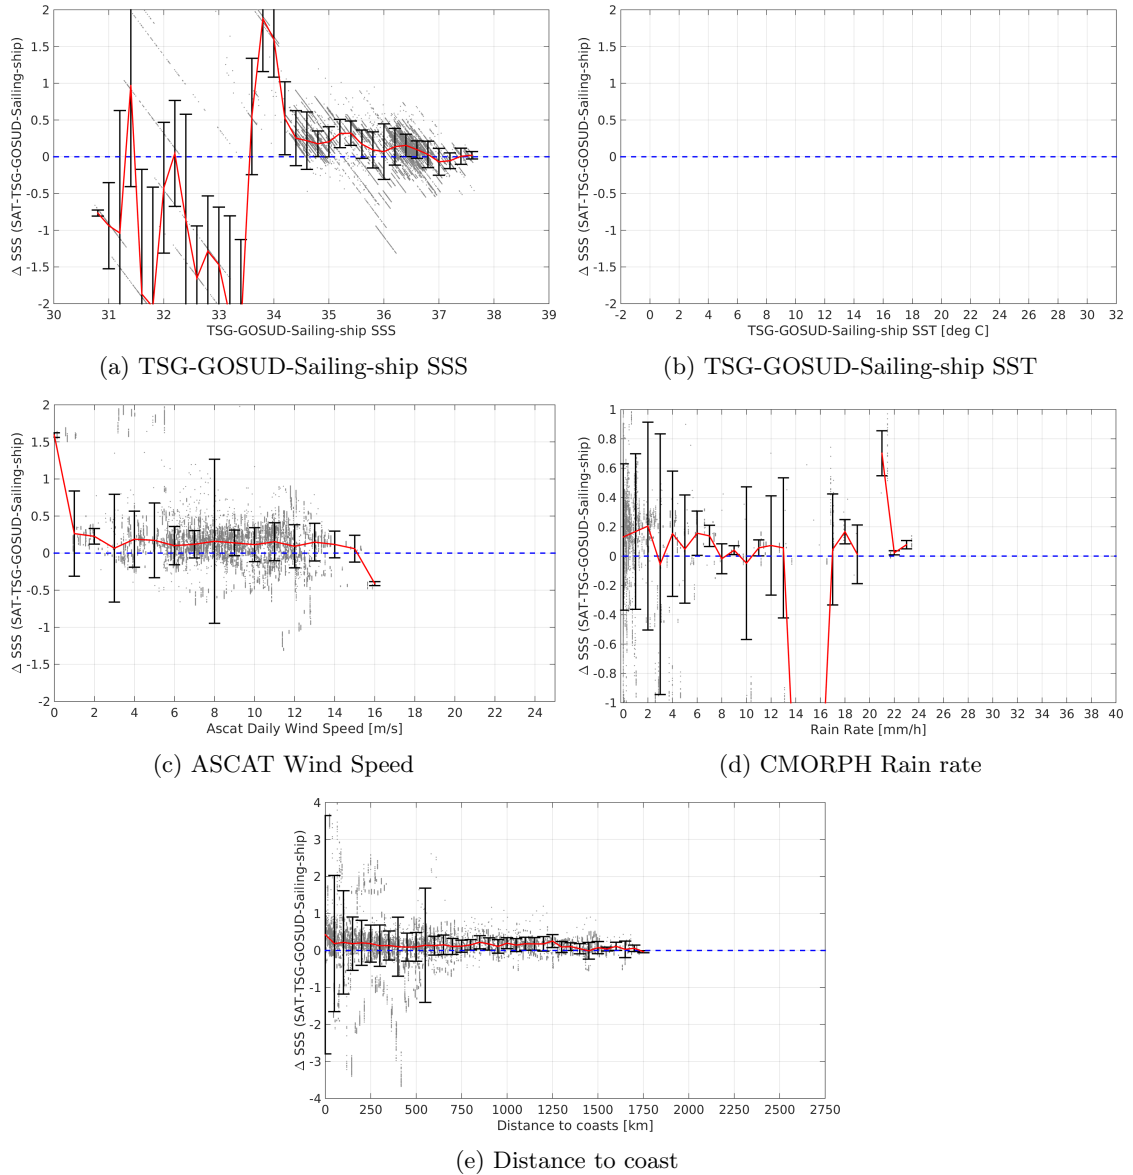 2
1.5
1
0.5
0
-0.5
-1
-1.5
-2
30 31 32 33 34 35 36 37 38 39
Δ SSS (SAT-TSG-GOSUD-Sailing-ship)
TSG-GOSUD-Sailing-ship SSS
(a) TSG-GOSUD-Sailing-ship SSS
2
1.5
1
0.5
0
-0.5
-1
-1.5
-2
-2 0 2 4 6 8 10 12 14 16 18 20 22 24 26 28 30 32
Δ SSS (SAT-TSG-GOSUD-Sailing-ship)
TSG-GOSUD-Sailing-ship SST [deg C]
(b) TSG-GOSUD-Sailing-ship SST
2
1.5
1
0.5
0
-0.5
-1
-1.5
-2
0 2 4 6 8 10 12 14 16 18 20 22 24
Δ SSS (SAT-TSG-GOSUD-Sailing-ship)
Ascat Daily Wind Speed [m/s]
(c) ASCAT Wind Speed
1
0.8
0.6
0.4
0.2
0
-0.2
-0.4
-0.6
-0.8
-1
0 2 4 6 8 10 12 14 16 18 20 22 24 26 28 30 32 34 36 38 40
Δ SSS (SAT-TSG-GOSUD-Sailing-ship)
Rain Rate [mm/h]
(d) CMORPH Rain rate
4
3
2
1
0
-1
-2
-3
-4
0 250 500 750 1000 1250 1500 1750 2000 2250 2500 2750
Δ SSS (SAT-TSG-GOSUD-Sailing-ship)
Distance to coasts [km]
(e) Distance to coast